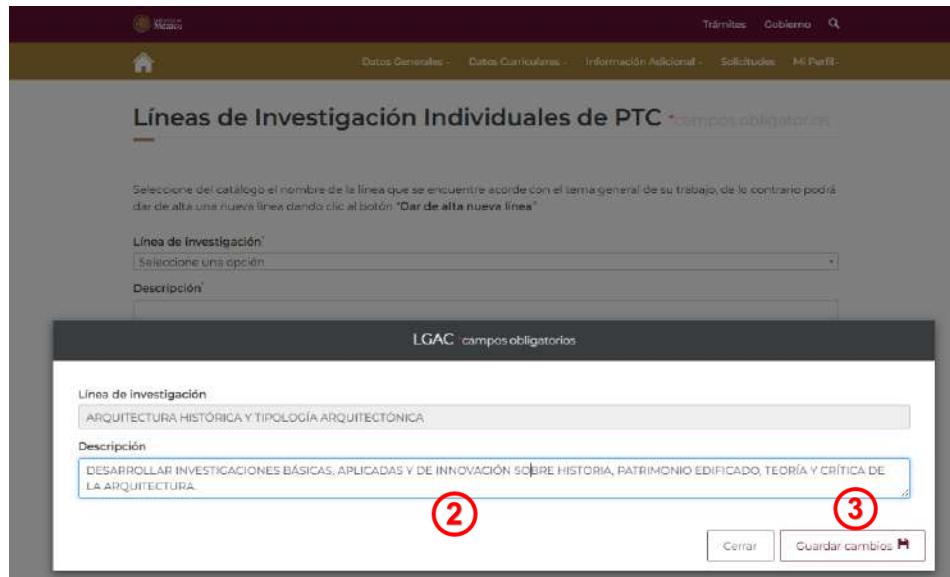 México
Trámites Gobierno
Datos Generales Datos Curriculares Información Adicional Solicitudes Mi Perfil
Líneas de Investigación Individuales de PTC *campos obligatorios
Seleccione del catálogo el nombre de la línea que se encuentre acorde con el tema general de su trabajo, de lo contrario podrá
dar de alta una nueva línea dando clic al botón "Dar de alta nueva línea"
Línea de investigación*
Seleccione una opción
Descripción*
LGAC *campos obligatorios
Línea de investigación
ARQUITECTURA HISTÓRICA Y TIPOLOGÍA ARQUITECTÓNICA
Descripción
DESARROLLAR INVESTIGACIONES BÁSICAS, APLICADAS Y DE INNOVACIÓN SOBRE HISTORIA, PATRIMONIO EDIFICADO, TEORÍA Y CRÍTICA DE
LA ARQUITECTURA.
2
3
Cerrar Guardar cambios